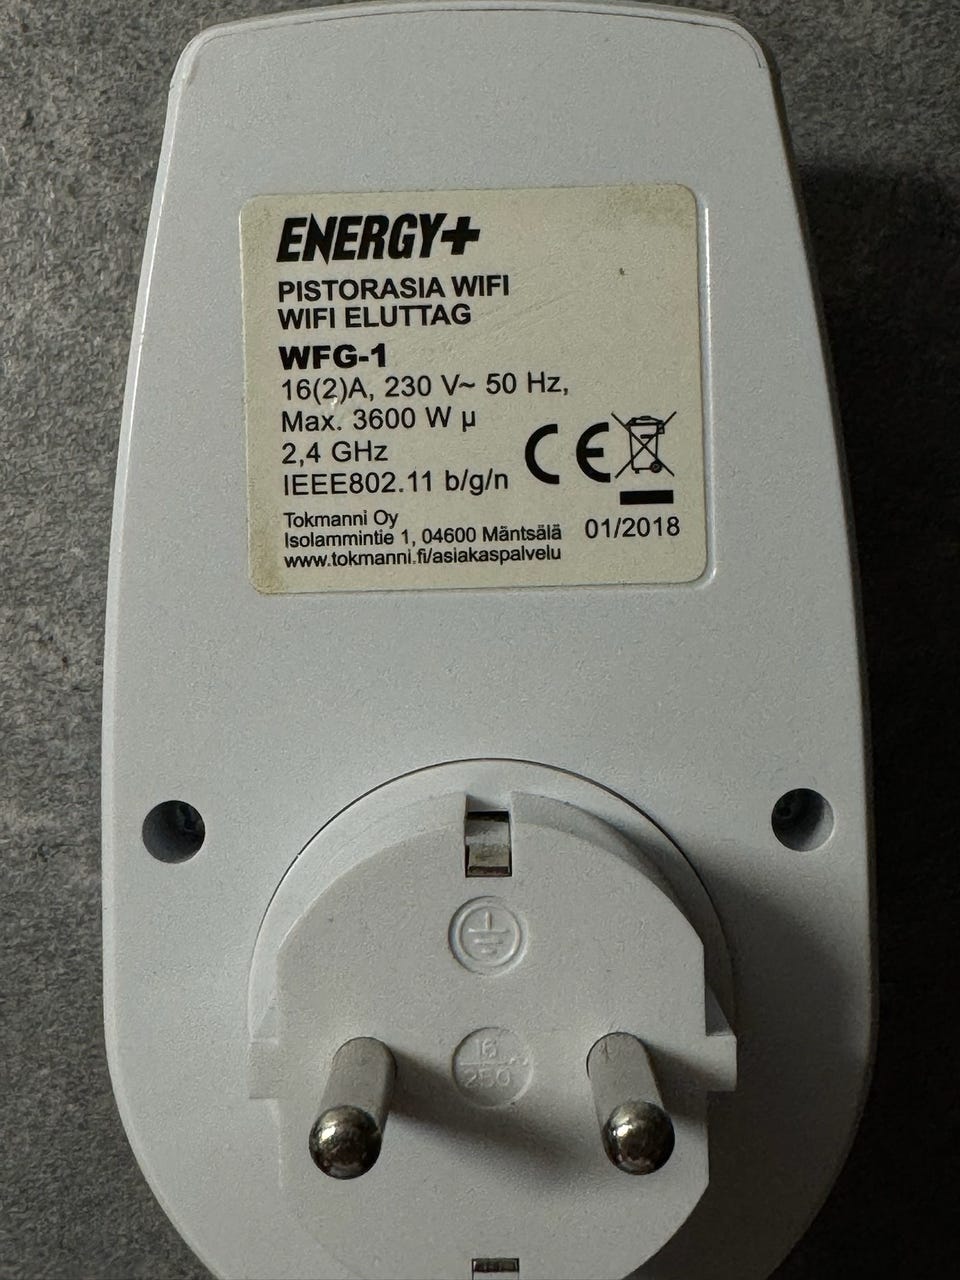 ENERGY+
PISTORASIA WIFI
WIFI ELUTTAG
WFG-1
16(2)A, 230 V~ 50 Hz,
Max. 3600 W µ
2,4 GHz
IEEE802.11 b/g/n
CE
Tokmanni Oy
Isolammintie 1, 04600 Mäntsälä
www.tokmanni.fi/asiakaspalvelu
01/2018
16
250